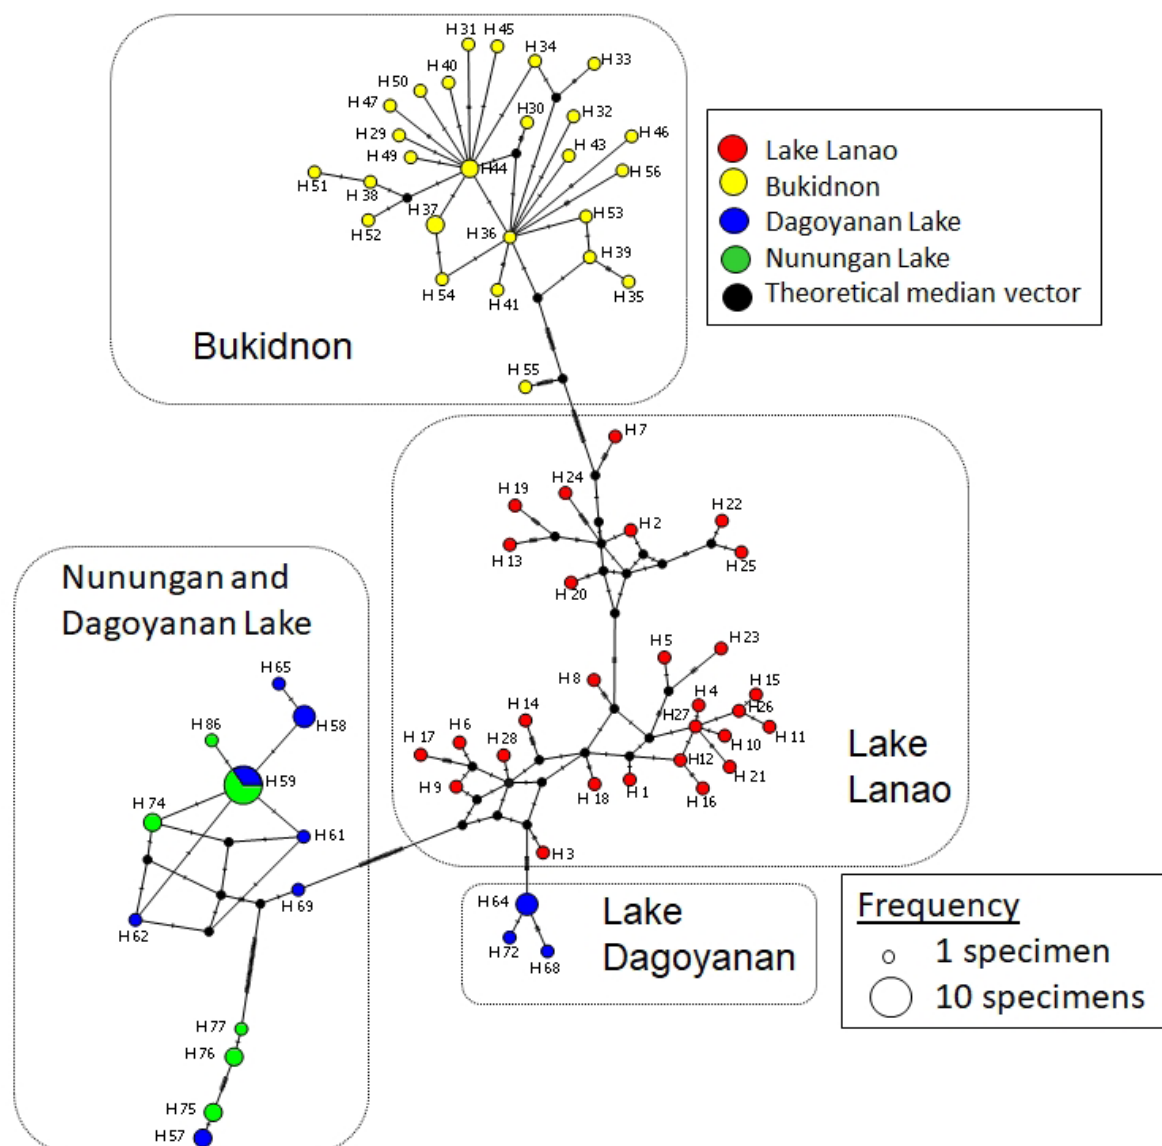 H 31
H 45
H 34
H 33
H 40
H 50
H 47
H 30
H 32
H 29
H 43
H 46
H 49
H 44
H 56
H 51
H 38
H 37
H 53
H 52
H 36
H 39
H 54
H 41
H 35
Bukidnon
H 55
Lake Lanao
Bukidnon
Dagoyanan Lake
Nunungan Lake
Theoretical median vector
H 7
H 24
H 19
H 22
H 2
H 13
H 25
H 20
H 23
H 5
H 8
H 15
H 4
H 14
H 27
H 26
H 6
H 17
H 28
H 10
H 11
H 12
H 9
H 21
H 18
H 1
H 16
H 3
Lake
Lanao
Nunungan and
Dagoyanan Lake
H 65
H 58
H 86
H 59
H 74
H 61
H 69
H 62
H 77
H 76
H 75
H 57
H 64
H 72
H 68
Lake
Dagoyanan
Frequency
1 specimen
10 specimens